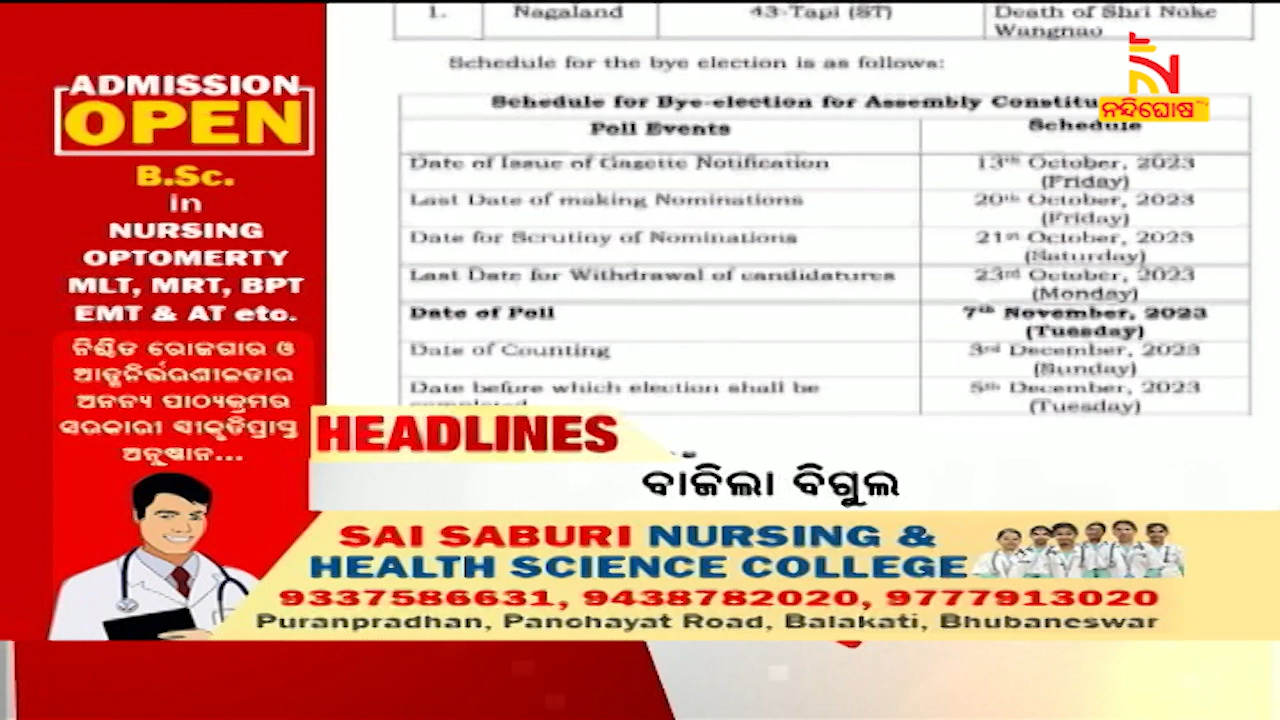 1. Nagaland 43-Tapi (ST) Death of Shri Noke
Wangnao
Schedule for the bye election is as follows:
Schedule for Bye-election for Assembly
Poll Events Schedule
Date of Issue of Gazette Notification 13th October, 2023
(Friday)
Last Date of making Nominations 20th October, 2023
(Friday)
Date for Scrutiny of Nominations 21st October, 2023
(Saturday)
Last Date for Withdrawal of candidatures 23rd October, 2023
(Monday)
Date of Poll 7th November, 2023
(Tuesday)
Date of Counting 3rd December, 2023
(Sunday)
Date before which election shall be 5th December, 2023
(Tuesday)
ନନ୍ଦିଘୋଷ
ADMISSION
OPEN
B.Sc.
in
NURSING
OPTOMERTY
MLT, MRT, BPT
EMT & AT etc.
ନିଶ୍ଚିତ ରୋଜଗାର ଓ
ଆତ୍ମନିର୍ଭରଶୀଳତାର
ଅନନ୍ୟ ପାଠ୍ୟକ୍ରମର
ସରକାରୀ ସ୍ୱୀକୃତିପ୍ରାପ୍ତ
ଅନୁଷ୍ଠାନ...
HEADLINES
ବାଜିଲା ବିଗୁଲ
SAI SABURI NURSING &
HEALTH SCIENCE COLLEGE
9337586631, 9438782020, 9777913020
Puranpradhan, Panchayat Road, Balakati, Bhubaneswar